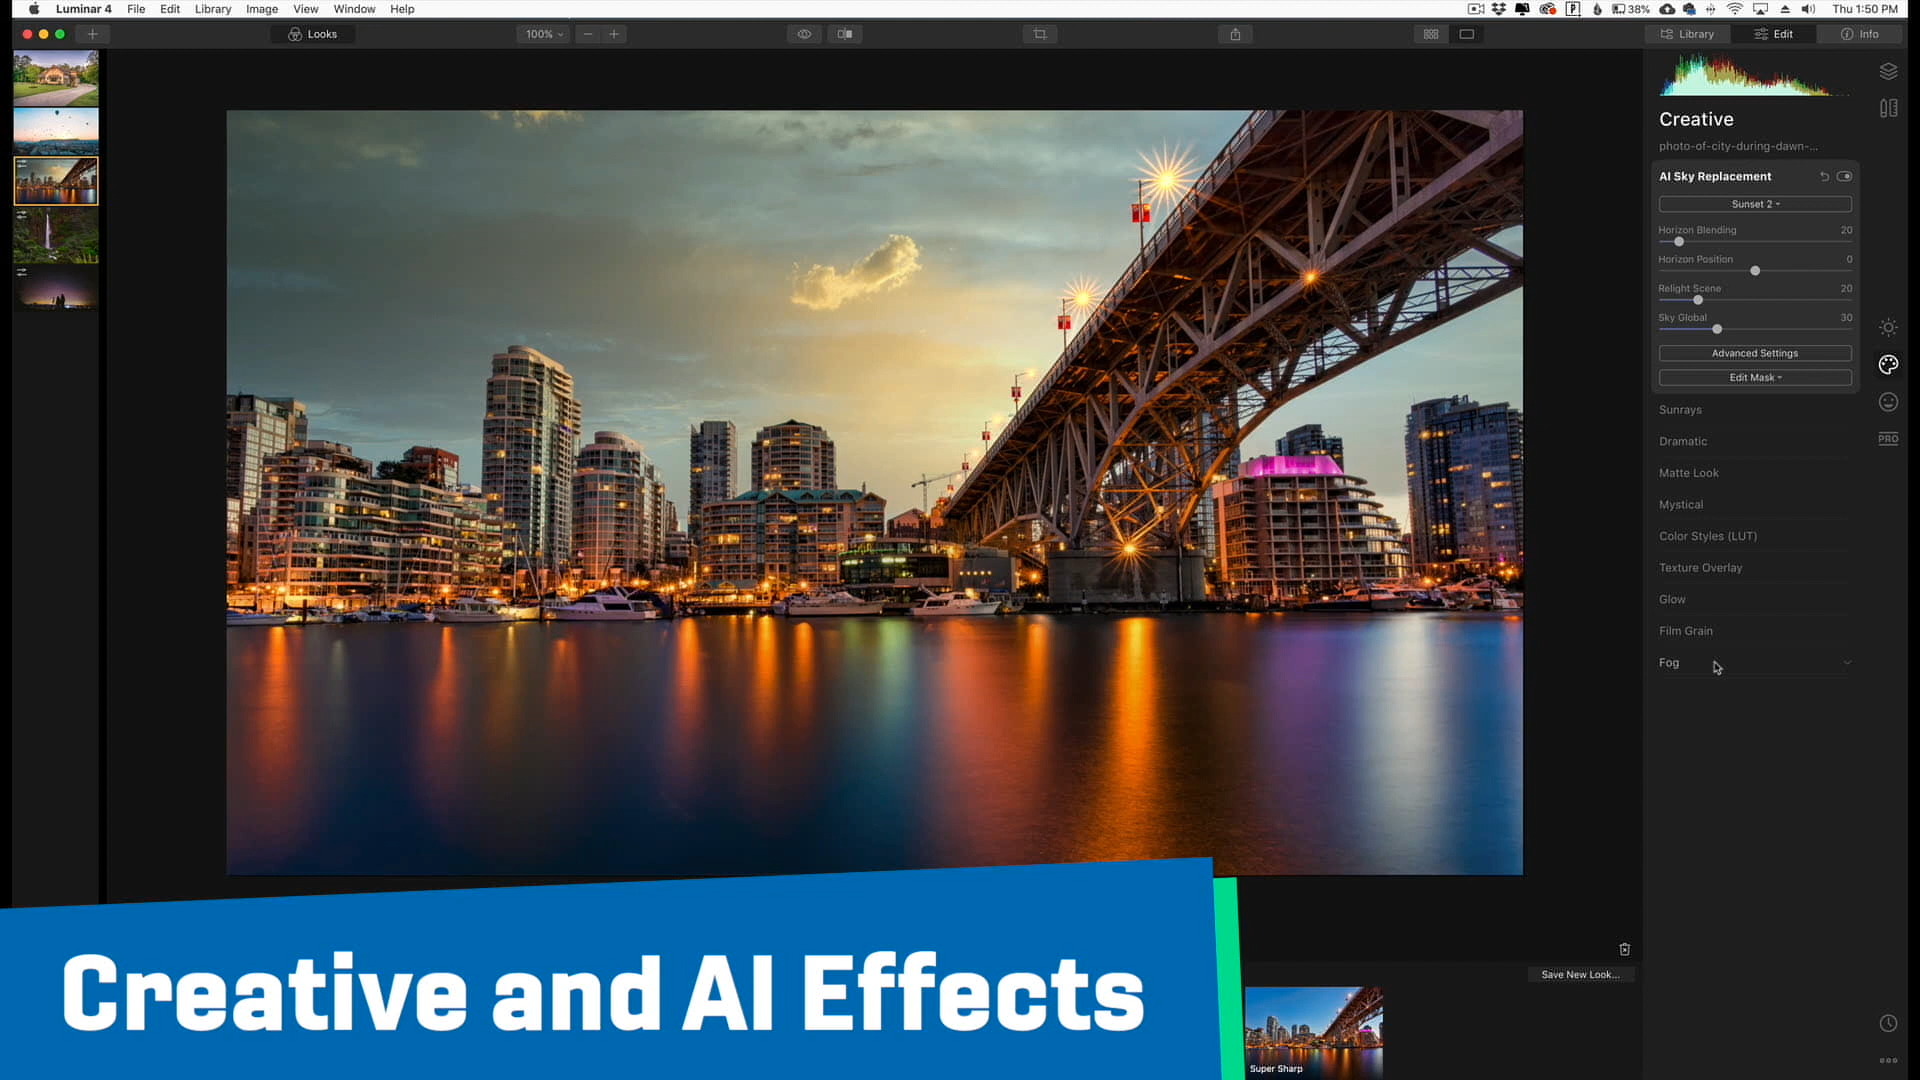 Luminar 4 File Edit Library Image View Window Help 38% Thu 1:50 PM
Looks 100% Library Edit Info
Creative
photo-of-city-during-dawn-...
AI Sky Replacement
Sunset 2
Horizon Blending 20
Horizon Position 0
Relight Scene 20
Sky Global 30
Advanced Settings
Edit Mask
Sunrays
Dramatic
PRO
Matte Look
Mystical
Color Styles (LUT)
Texture Overlay
Glow
Film Grain
Fog
Save New Look...
Creative and AI Effects
Super Sharp